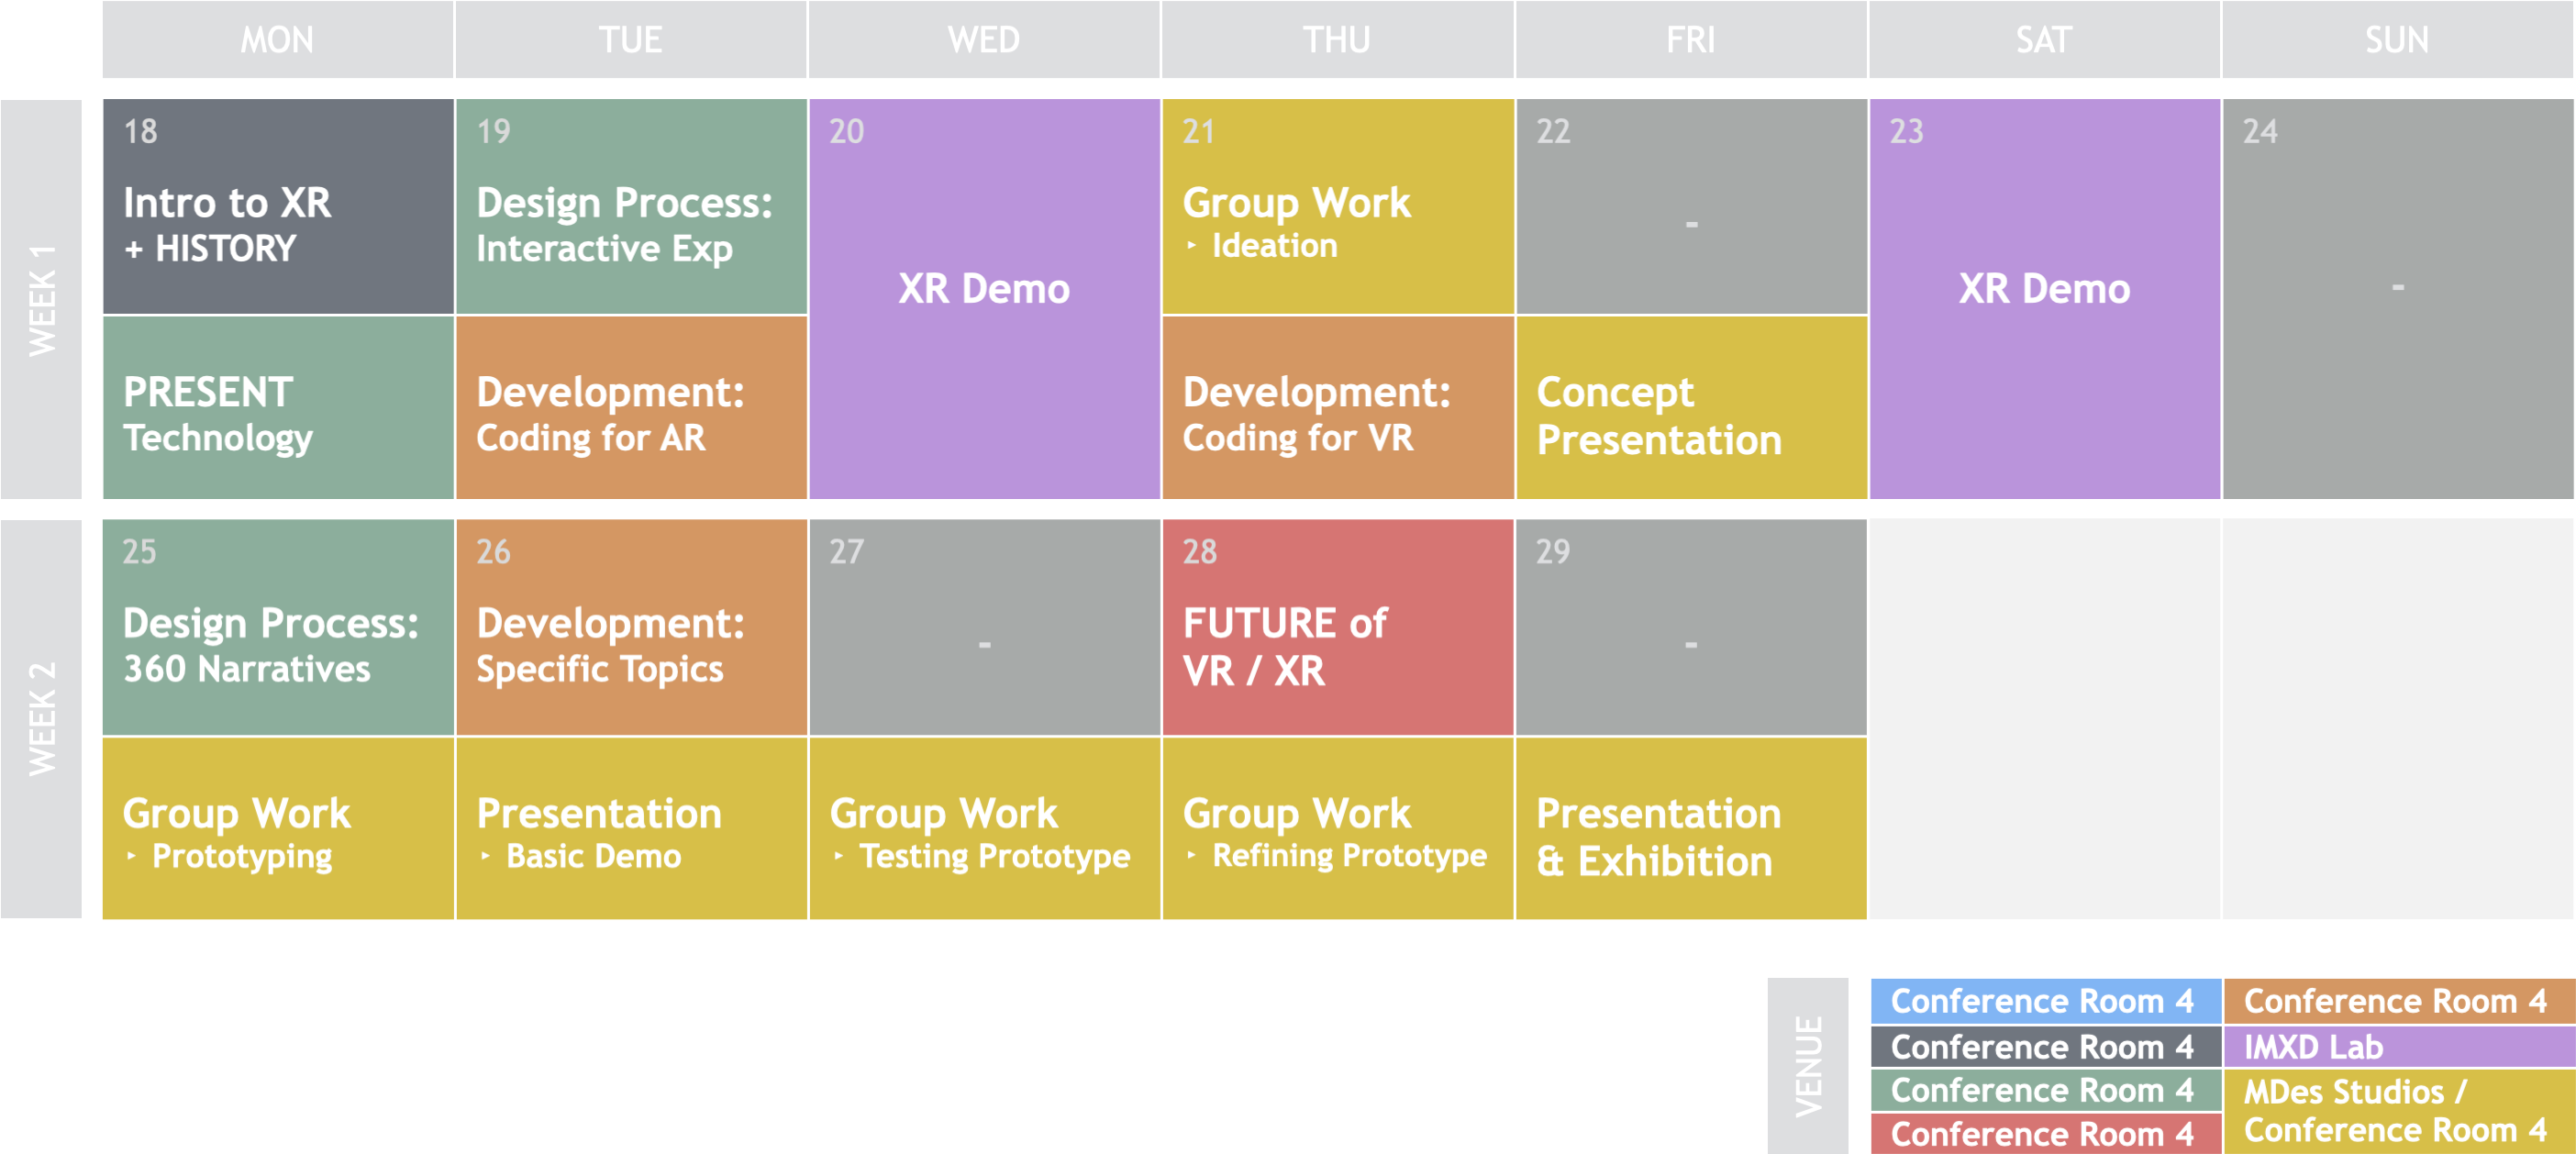 MON TUE WED THU FRI SAT SUN
WEEK 1
18
Intro to XR
+ HISTORY
PRESENT
Technology
19
Design Process:
Interactive Exp
Development:
Coding for AR
20
XR Demo
21
Group Work
‣ Ideation
Development:
Coding for VR
22
-
Concept
Presentation
23
XR Demo
24
-
WEEK 2
25
Design Process:
360 Narratives
Group Work
‣ Prototyping
26
Development:
Specific Topics
Presentation
‣ Basic Demo
27
-
Group Work
‣ Testing Prototype
28
FUTURE of
VR / XR
Group Work
‣ Refining Prototype
29
-
Presentation
& Exhibition
VENUE
Conference Room 4
Conference Room 4
Conference Room 4
Conference Room 4
Conference Room 4
IMXD Lab
MDes Studios /
Conference Room 4